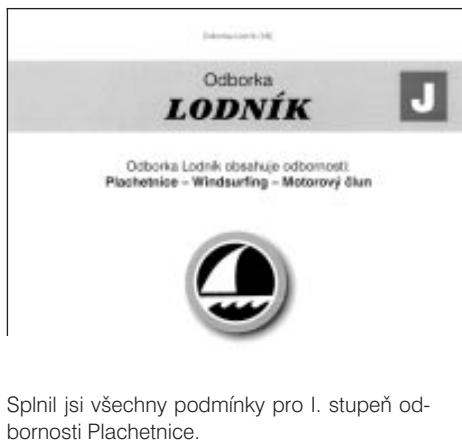 Odborka
LODNÍK
J
Odborka Lodník obsahuje odbornosti:
Plachetnice – Windsurfing – Motorový člun
Splnil jsi všechny podmínky pro I. stupeň od-
bornosti Plachetnice.